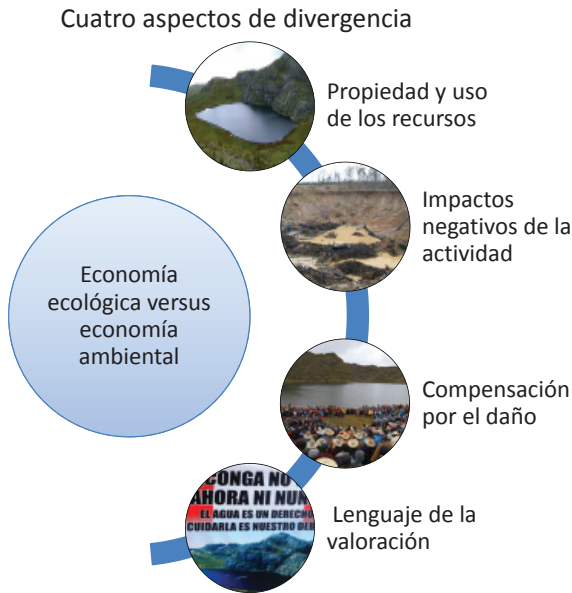 Cuatro aspectos de divergencia
Propiedad y uso
de los recursos
Impactos
negativos de la
actividad
Economía
ecológica versus
economía
ambiental
Compensación
por el daño
CONGA NO
AHORA NI NUN
EL AGUA ES UN DERECHO
CUIDARLA ES NUESTRO DER
Lenguaje de la
valoración